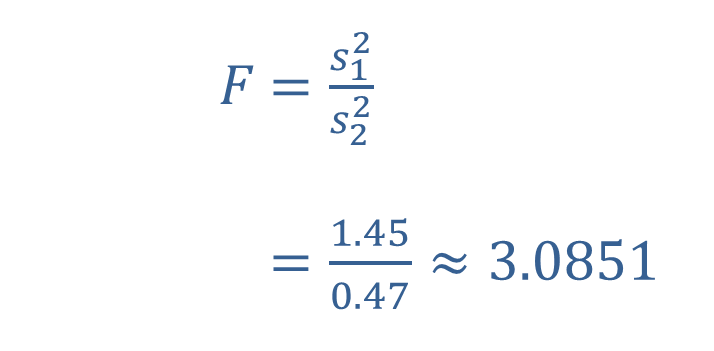 F = s₁²/s₂²
= 1.45/0.47 ≈ 3.0851